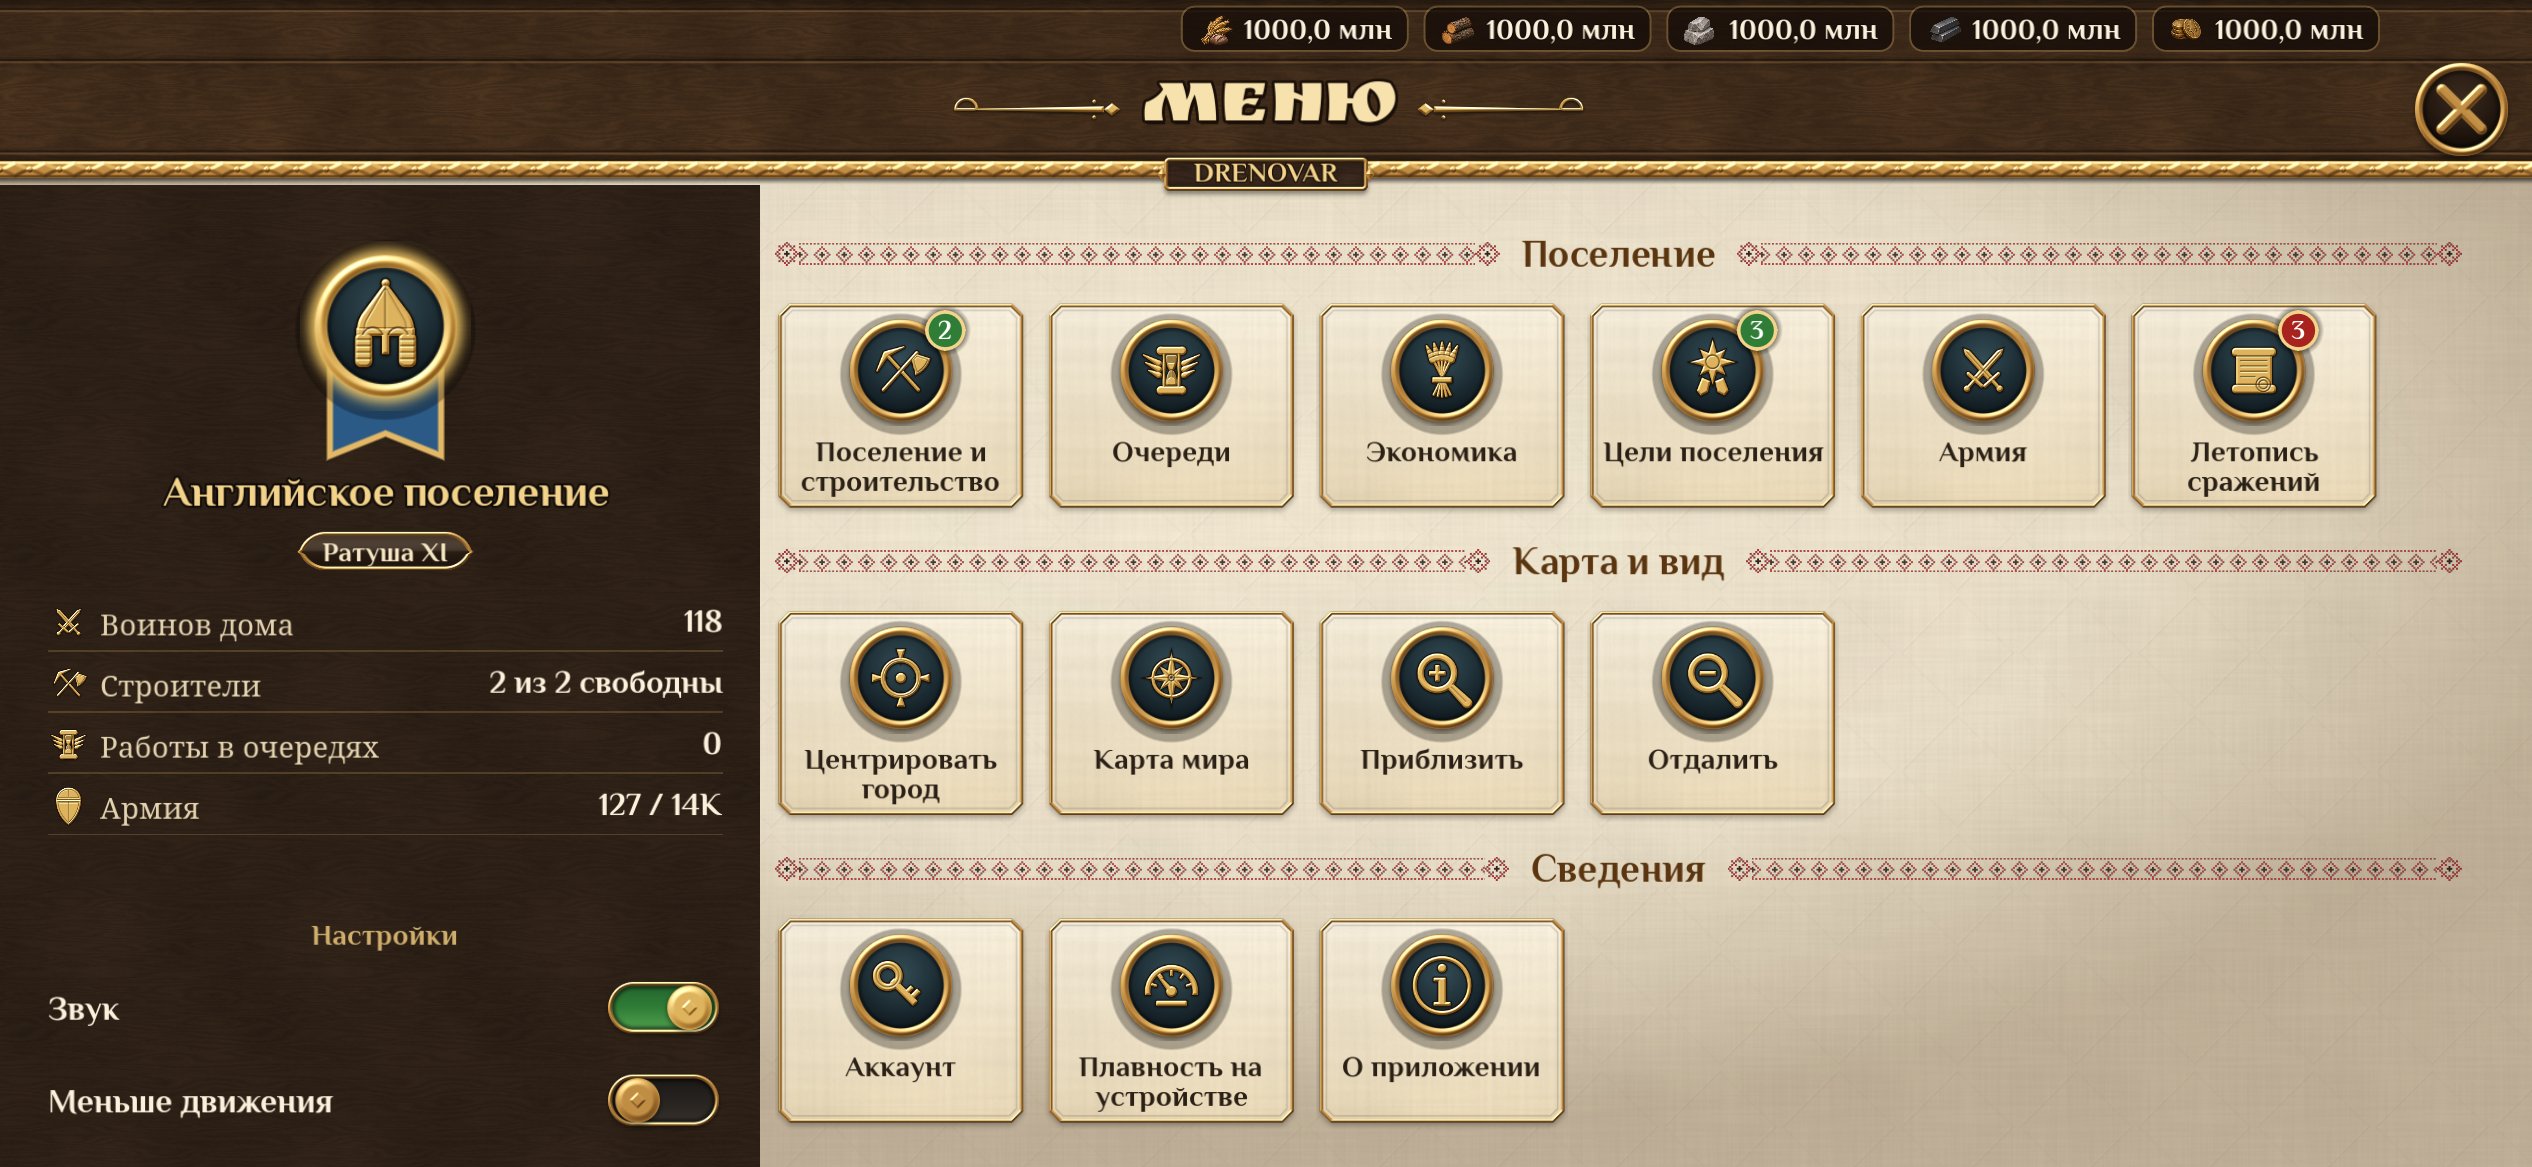 1000,0 млн 1000,0 млн 1000,0 млн 1000,0 млн 1000,0 млн
МЕНЮ
DRENOVAR
Английское поселение
Ратуша XI
Воинов дома 118
Строители 2 из 2 свободны
Работы в очередях 0
Армия 127 / 14K
Настройки
Звук
Меньше движения
Поселение
2
3
3
Поселение и
строительство
Очереди
Экономика
Цели поселения
Армия
Летопись
сражений
Карта и вид
Центрировать
город
Карта мира
Приблизить
Отдалить
Сведения
Аккаунт
Плавность на
устройстве
О приложении